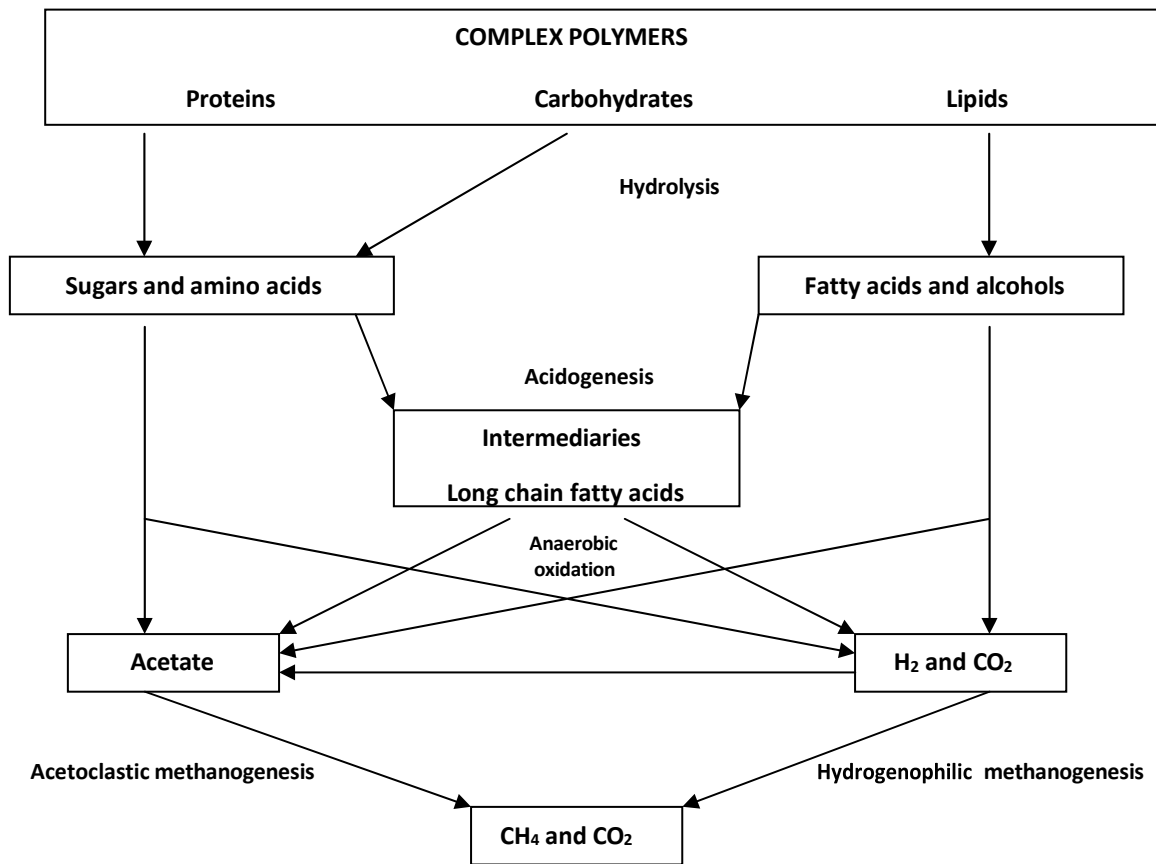 COMPLEX POLYMERS
Proteins Carbohydrates Lipids
Hydrolysis
Sugars and amino acids
Fatty acids and alcohols
Acidogenesis
Intermediaries
Long chain fatty acids
Anaerobic
oxidation
Acetate
H₂ and CO₂
Acetoclastic methanogenesis
Hydrogenophilic methanogenesis
CH₄ and CO₂